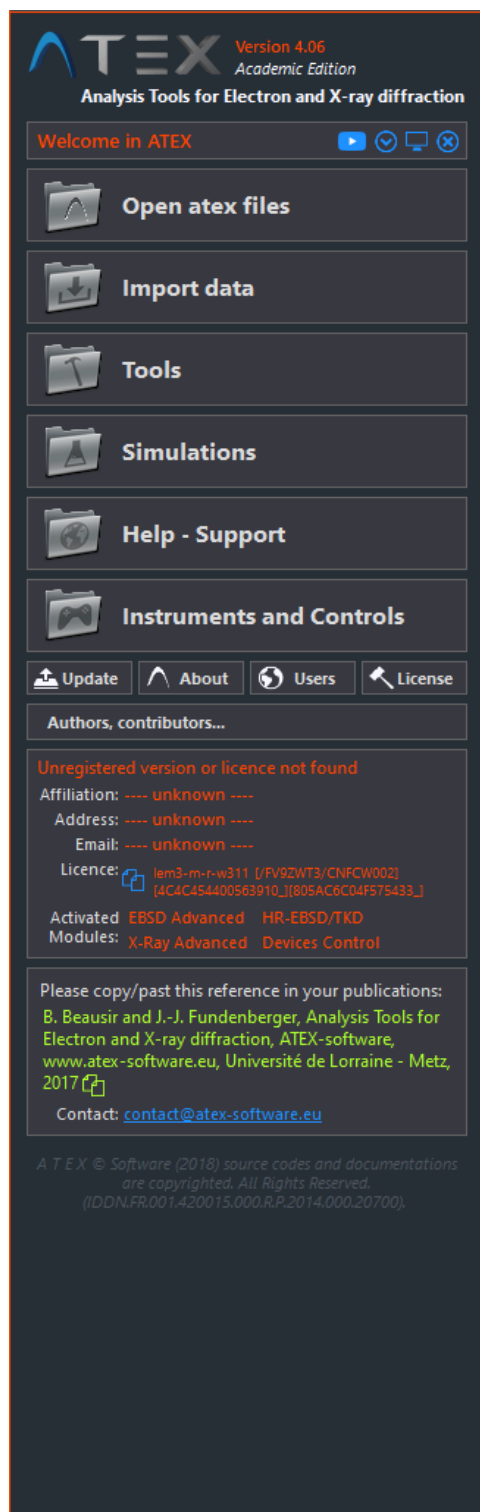 ATEX
Version 4.06
Academic Edition
Analysis Tools for Electron and X-ray diffraction
Welcome in ATEX
Open atex files
Import data
Tools
Simulations
Help - Support
Instruments and Controls
Update About Users License
Authors, contributors...
Unregistered version or licence not found
Affiliation: ---- unknown ----
Address: ---- unknown ----
Email: ---- unknown ----
Licence: lem3-m-r-w311 [/FV9ZWT3/CNFCW002]
[4C4C454400563910_][805AC6C04F575433_]
Activated EBSD Advanced HR-EBSD/TKD
Modules: X-Ray Advanced Devices Control
Please copy/past this reference in your publications:
B. Beausir and J.-J. Fundenberger, Analysis Tools for
Electron and X-ray diffraction, ATEX-software,
www.atex-software.eu, Université de Lorraine - Metz,
2017
Contact: contact@atex-software.eu
A T E X © Software (2018) source codes and documentations
are copyrighted. All Rights Reserved.
(IDDN.FR.001.420015.000.R.P.2014.000.20700).